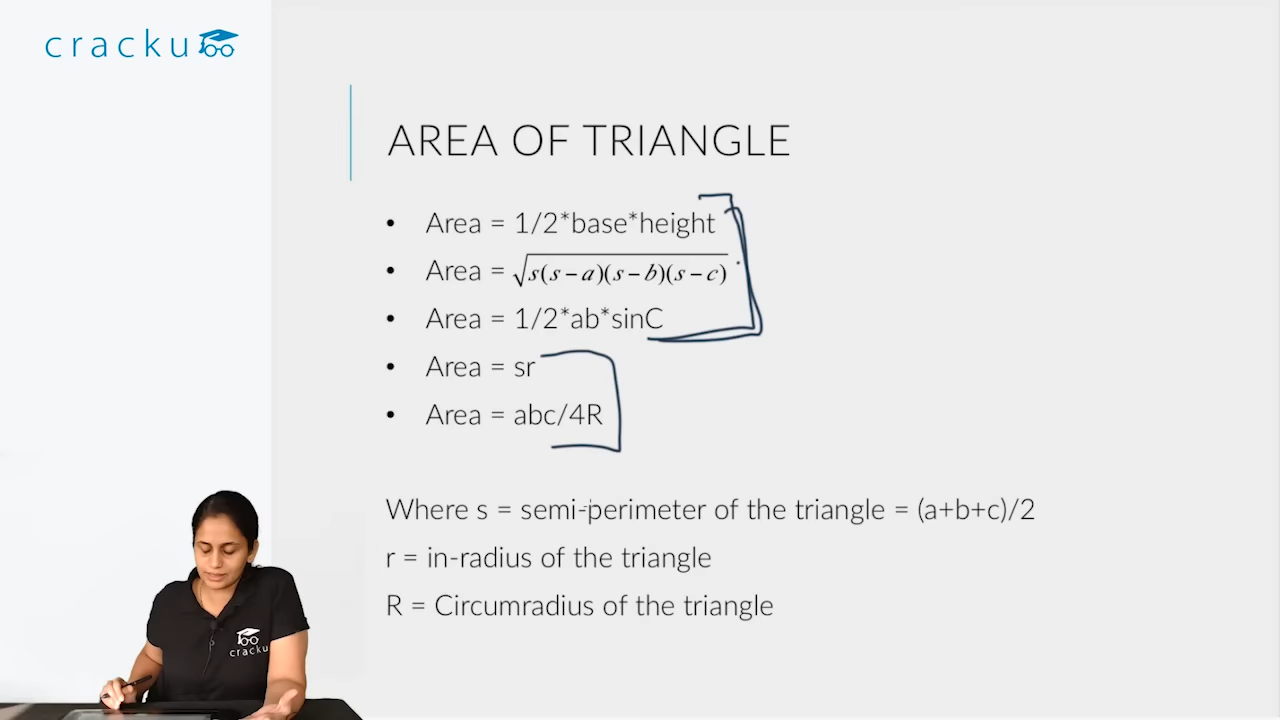 cracku
AREA OF TRIANGLE
• Area = 1/2*base*height
• Area = √s(s−a)(s−b)(s−c)
• Area = 1/2*ab*sinC
• Area = sr
• Area = abc/4R
Where s = semi-perimeter of the triangle = (a+b+c)/2
r = in-radius of the triangle
R = Circumradius of the triangle
cracku